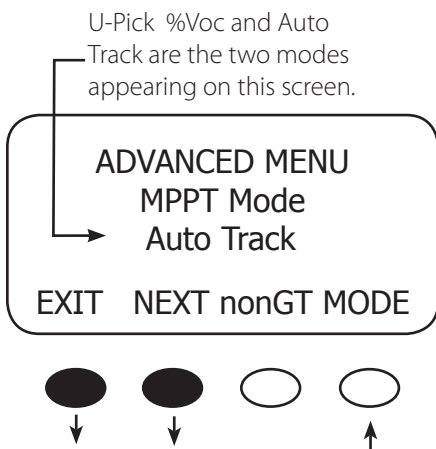 U-Pick %Voc and Auto
Track are the two modes
appearing on this screen.
ADVANCED MENU
MPPT Mode
Auto Track
EXIT NEXT nonGT MODE